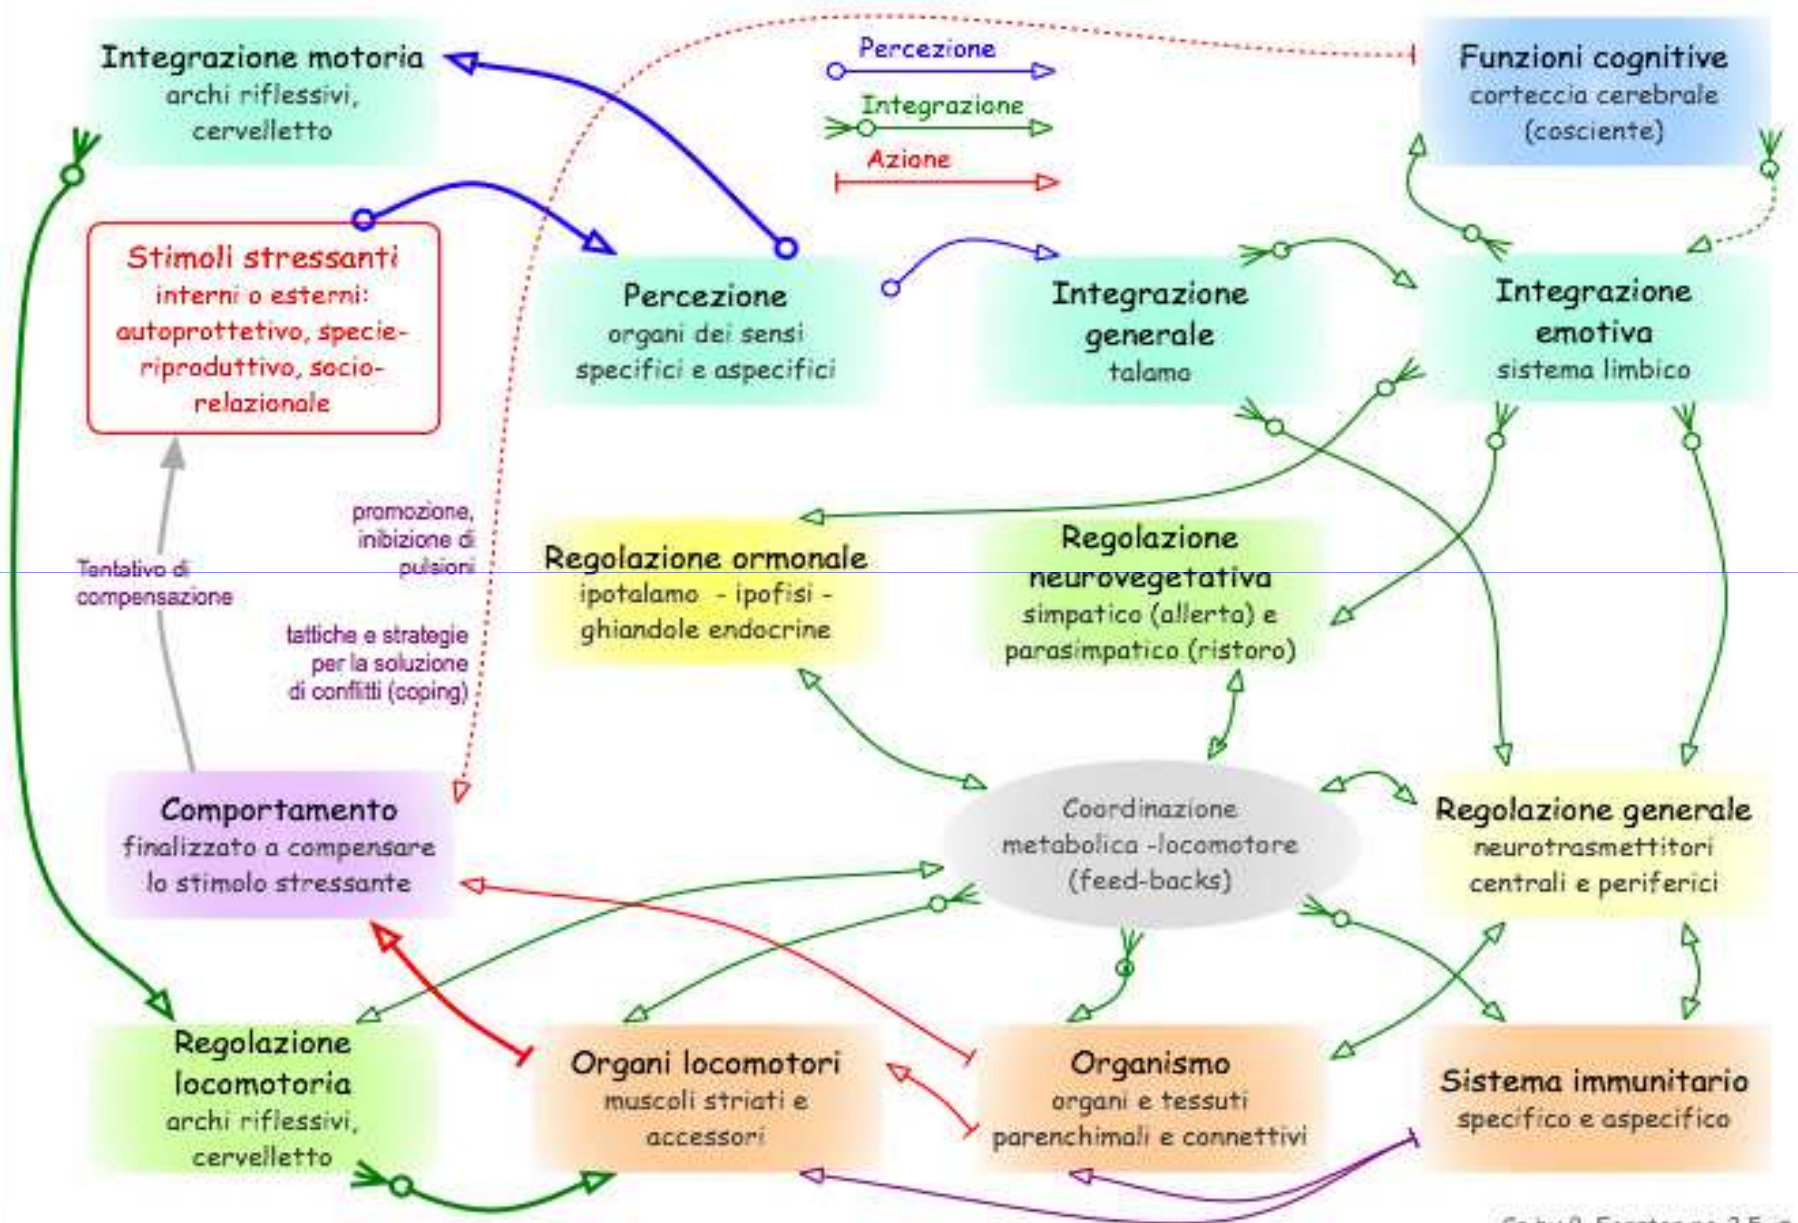 Integrazione motoria
archi riflessivi,
cervelletto
Percezione
Integrazione
Azione
Funzioni cognitive
corteccia cerebrale
(cosciente)
Stimoli stressanti
interni o esterni:
autoprottetivo, specie-
riproduttivo, socio-
relazionale
Percezione
organi dei sensi
specifici e aspecifici
Integrazione
generale
talamo
Integrazione
emotiva
sistema limbico
promozione,
inibizione di
pulsioni
Tentativo di
compensazione
tattiche e strategie
per la soluzione
di conflitti (coping)
Regolazione ormonale
ipotalamo - ipofisi -
ghiandole endocrine
Regolazione
neurovegetativa
simpatico (allerta) e
parasimpatico (ristoro)
Comportamento
finalizzato a compensare
lo stimolo stressante
Coordinazione
metabolica -locomotore
(feed-backs)
Regolazione generale
neurotrasmettitori
centrali e periferici
Regolazione
locomotoria
archi riflessivi,
cervelletto
Organi locomotori
muscoli striati e
accessori
Organismo
organi e tessuti
parenchimali e connettivi
Sistema immunitario
specifico e aspecifico